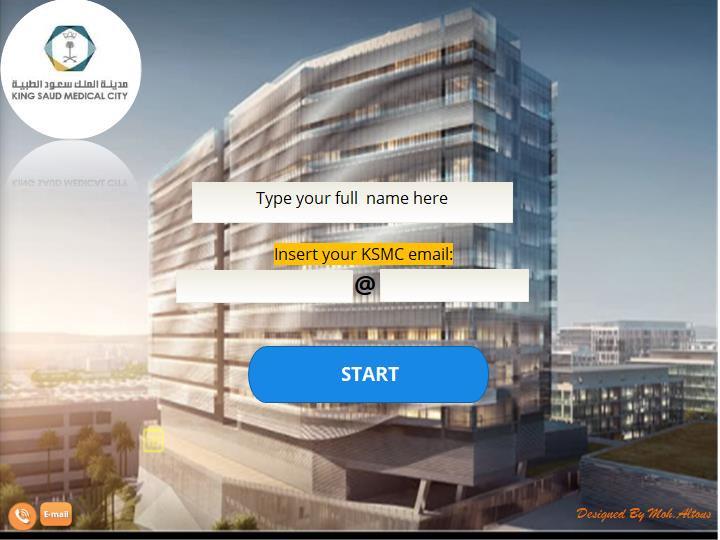 مدينة الملك سعود الطبية
KING SAUD MEDICAL CITY
Type your full  name here
Insert your KSMC email:
@
START
E-mail
Designed By Moh.Altous